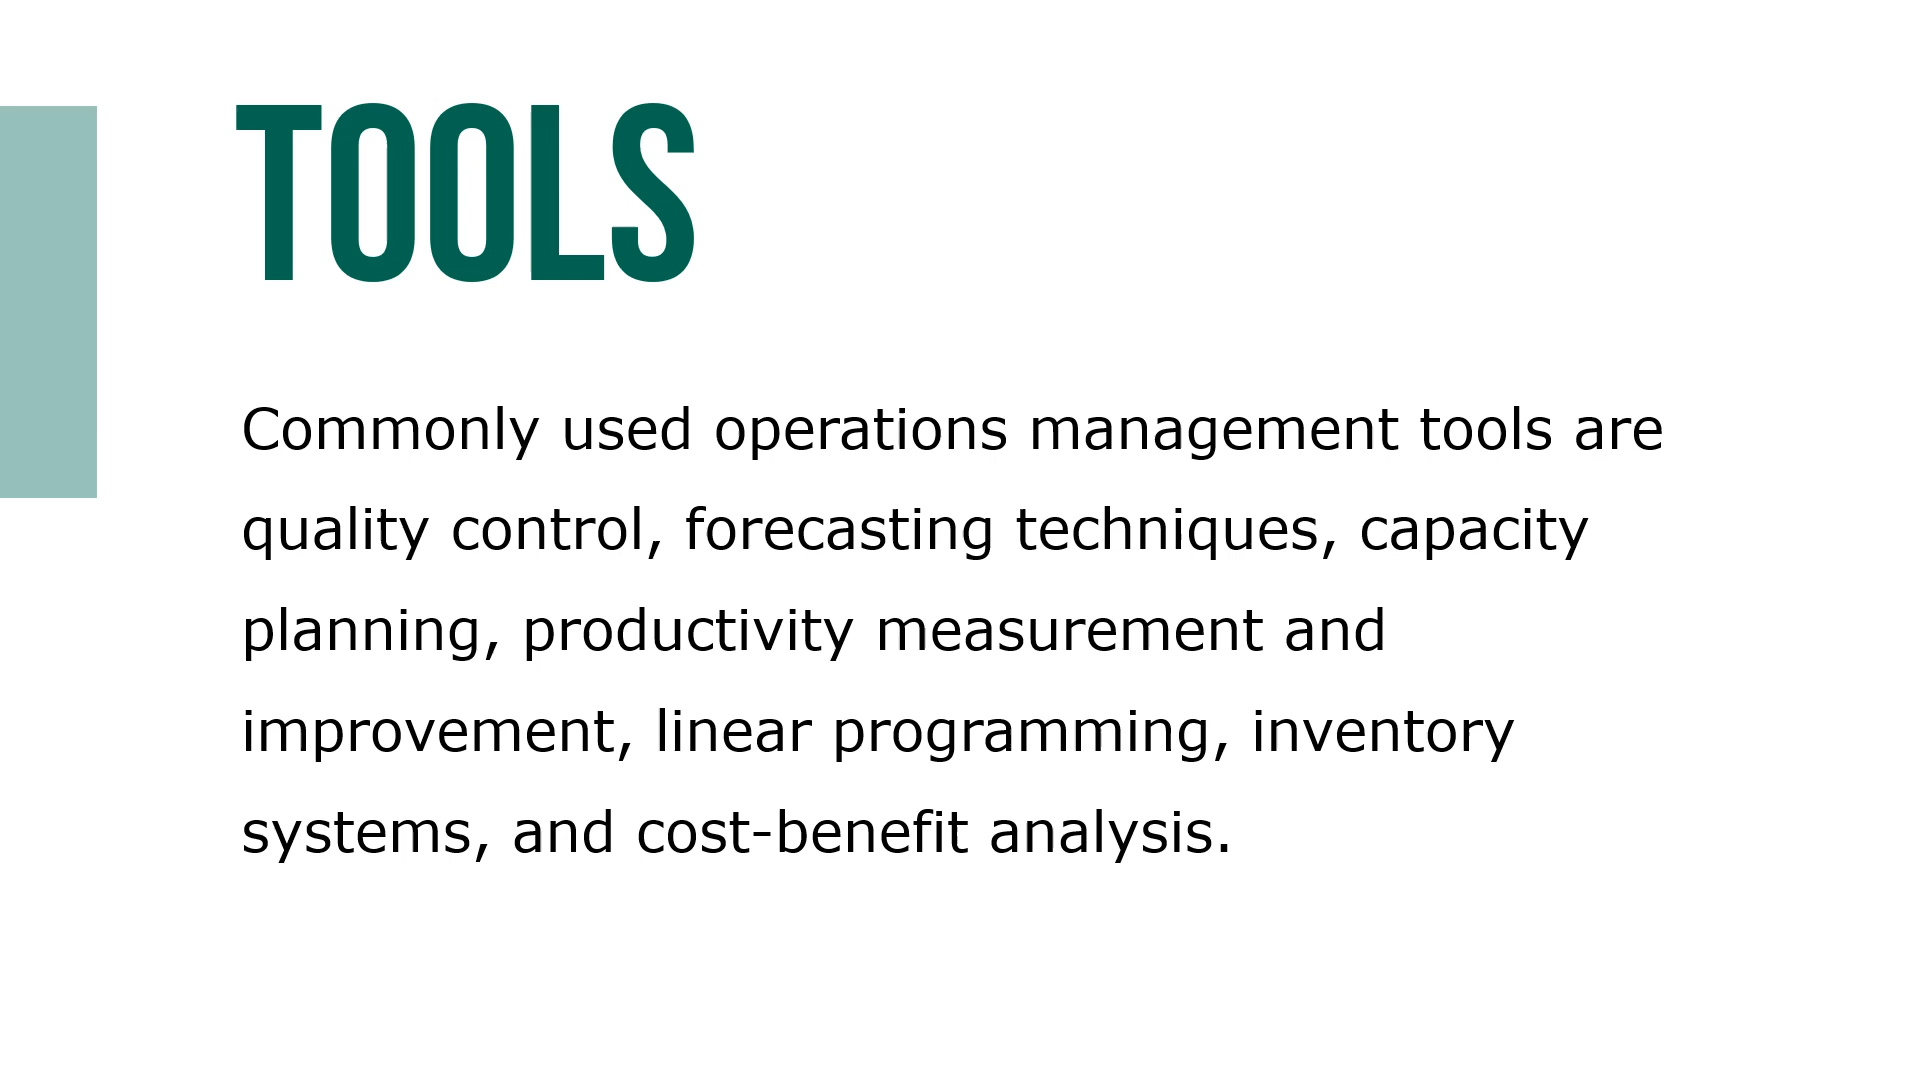 TOOLS
Commonly used operations management tools are
quality control, forecasting techniques, capacity
planning, productivity measurement and
improvement, linear programming, inventory
systems, and cost-benefit analysis.